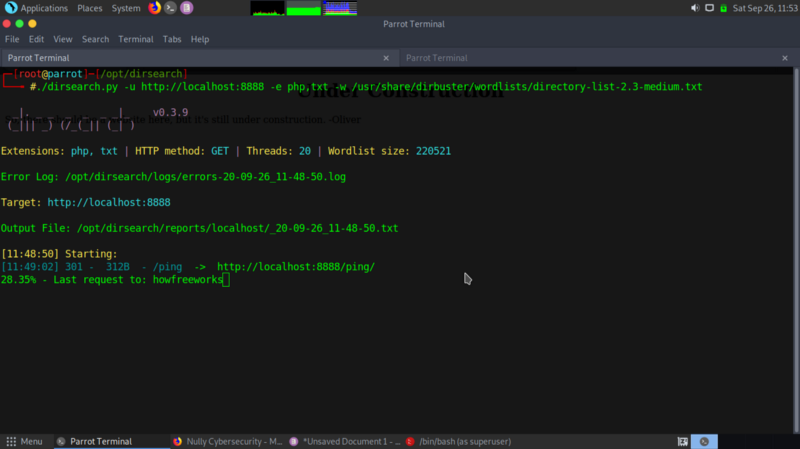 Applications Places System Sat Sep 26, 11:53
Parrot Terminal
File Edit View Search Terminal Tabs Help
Parrot Terminal × Parrot Terminal ×
┌─[root@parrot]─[/opt/dirsearch]
└──╼ #./dirsearch.py -u http://localhost:8888 -e php,txt -w /usr/share/dirbuster/wordlists/directory-list-2.3-medium.txt
Under Construction
v0.3.9
here, but it's still under construction. -Oliver
Extensions: php, txt | HTTP method: GET | Threads: 20 | Wordlist size: 220521
Error Log: /opt/dirsearch/logs/errors-20-09-26_11-48-50.log
Target: http://localhost:8888
Output File: /opt/dirsearch/reports/localhost/_20-09-26_11-48-50.txt
[11:48:50] Starting:
[11:49:02] 301 - 312B - /ping -> http://localhost:8888/ping/
28.35% - Last request to: howfreeworks
Menu Parrot Terminal Nully Cybersecurity - M... *Unsaved Document 1 - ... /bin/bash (as superuser)